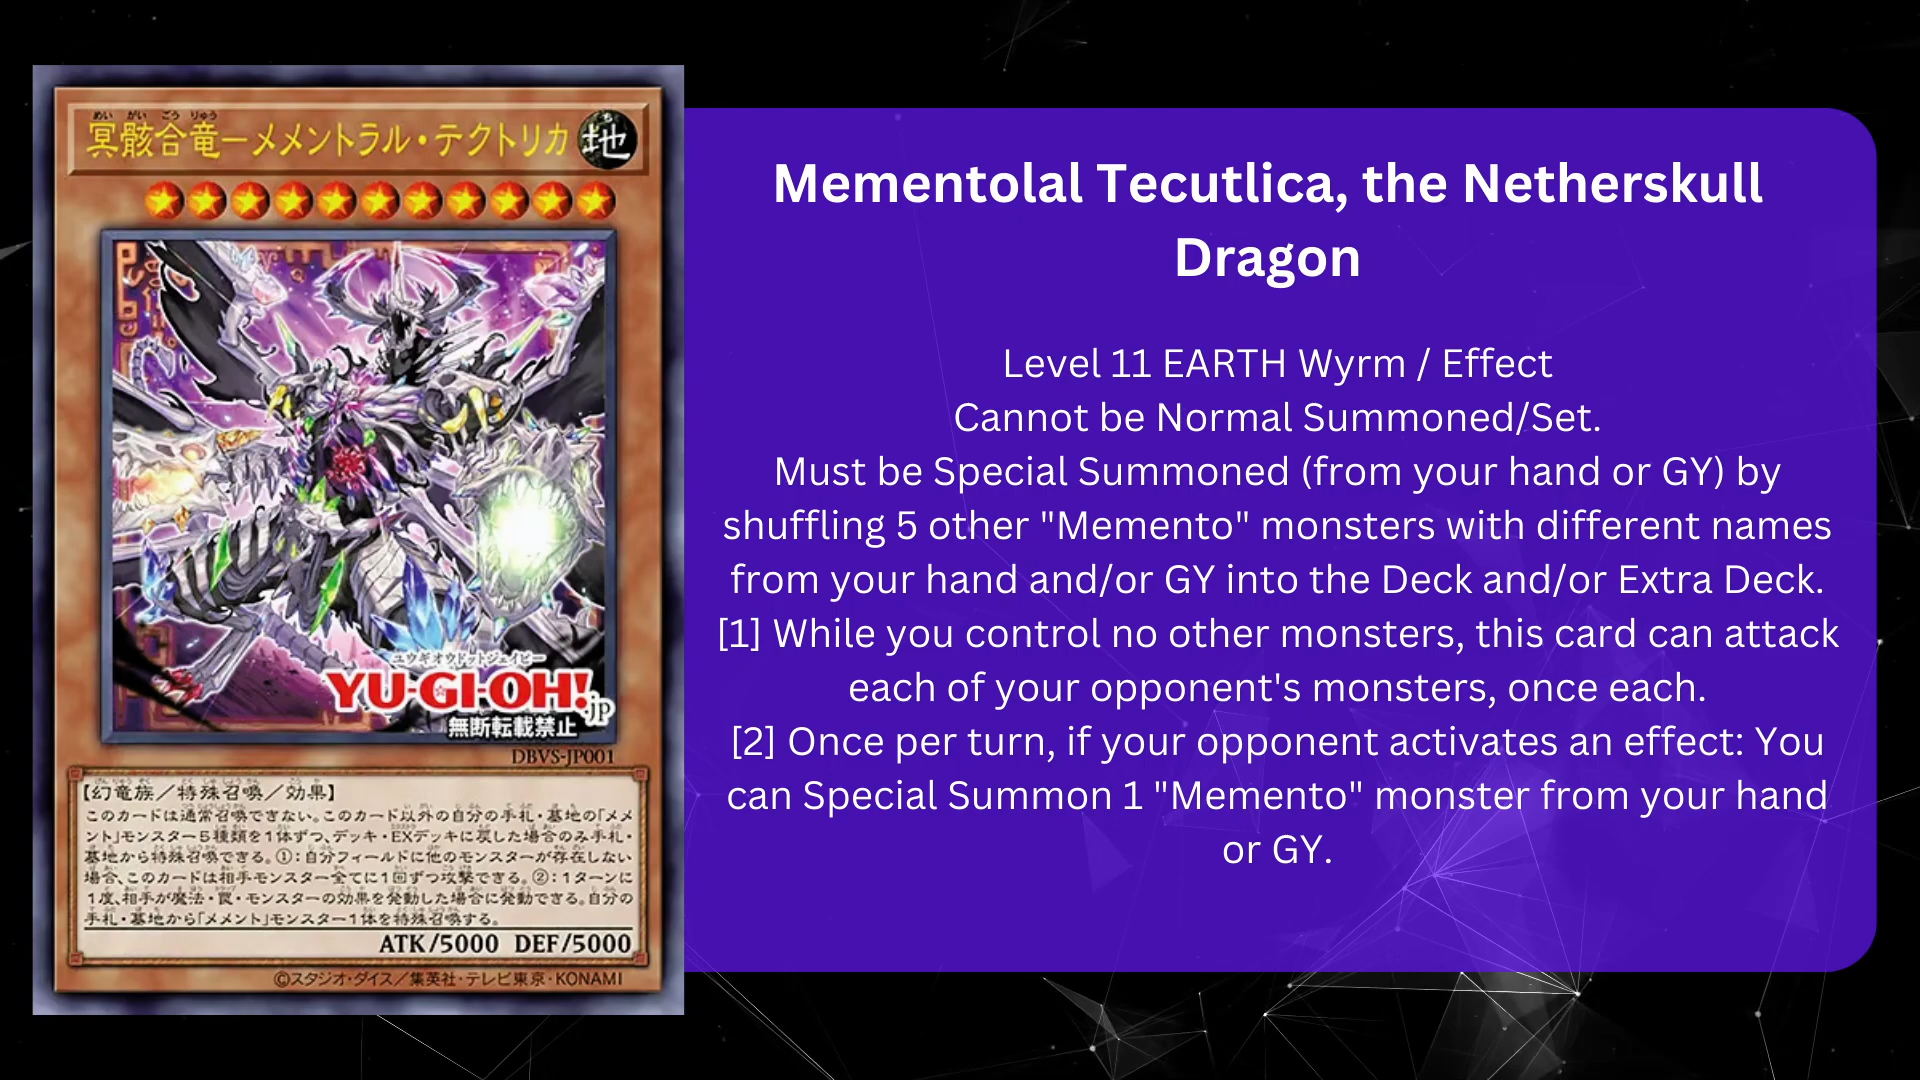 冥骸合竜－メメントラル・テクトリカ
地
ユウギオウドットジェイピー
YU-GI-OH!.jp
無断転載禁止
DBVS-JP001
【幻竜族／特殊召喚／効果】
このカードは通常召喚できない。このカード以外の自分の手札・墓地の「メメ
ント」モンスター５種類を１体ずつ、デッキ・EXデッキに戻した場合のみ手札・
墓地から特殊召喚できる。①：自分フィールドに他のモンスターが存在しない
場合、このカードは相手モンスター全てに１回ずつ攻撃できる。②：１ターンに
１度、相手が魔法・罠・モンスターの効果を発動した場合に発動できる。自分の
手札・墓地から「メメント」モンスター１体を特殊召喚する。
ATK/5000 DEF/5000
©スタジオ・ダイス／集英社・テレビ東京・KONAMI
Mementolal Tecutlica, the Netherskull
Dragon
Level 11 EARTH Wyrm / Effect
Cannot be Normal Summoned/Set.
Must be Special Summoned (from your hand or GY) by
shuffling 5 other "Memento" monsters with different names
from your hand and/or GY into the Deck and/or Extra Deck.
[1] While you control no other monsters, this card can attack
each of your opponent's monsters, once each.
[2] Once per turn, if your opponent activates an effect: You
can Special Summon 1 "Memento" monster from your hand
or GY.